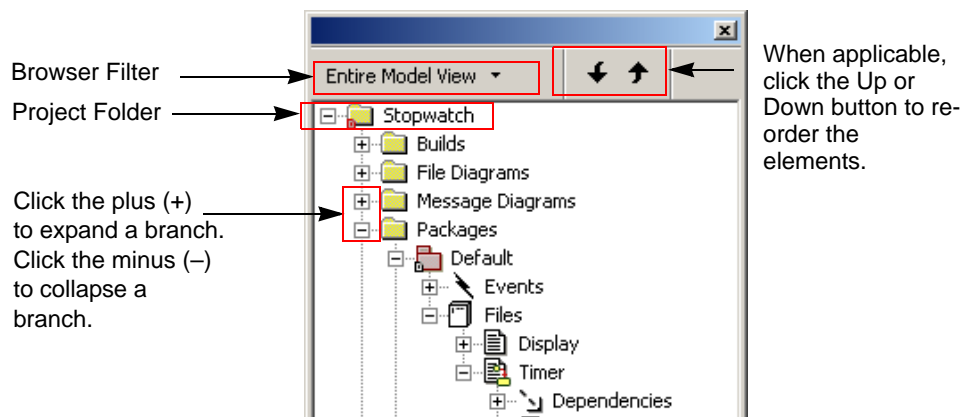 Browser Filter
Project Folder
Click the plus (+)
to expand a branch.
Click the minus (–)
to collapse a
branch.
Entire Model View
Stopwatch
Builds
File Diagrams
Message Diagrams
Packages
Default
Events
Files
Display
Timer
Dependencies
When applicable,
click the Up or
Down button to re-
order the
elements.